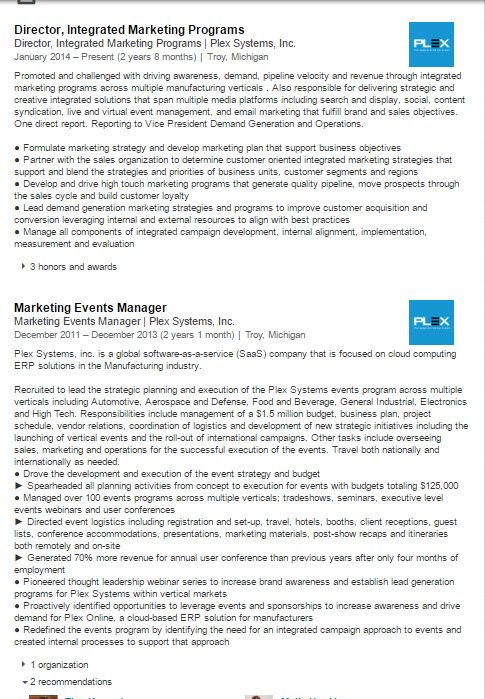 Director, Integrated Marketing Programs
Director, Integrated Marketing Programs | Plex Systems, Inc.
January 2014 – Present (2 years 8 months) | Troy, Michigan
PLEX
Promoted and challenged with driving awareness, demand, pipeline velocity and revenue through integrated
marketing programs across multiple manufacturing verticals . Also responsible for delivering strategic and
creative integrated solutions that span multiple media platforms including search and display, social, content
syndication, live and virtual event management, and email marketing that fulfill brand and sales objectives.
One direct report. Reporting to Vice President Demand Generation and Operations.
● Formulate marketing strategy and develop marketing plan that support business objectives
● Partner with the sales organization to determine customer oriented integrated marketing strategies that
support and blend the strategies and priorities of business units, customer segments and regions
● Develop and drive high touch marketing programs that generate quality pipeline, move prospects through
the sales cycle and build customer loyalty
● Lead demand generation marketing strategies and programs to improve customer acquisition and
conversion leveraging internal and external resources to align with best practices
● Manage all components of integrated campaign development, internal alignment, implementation,
measurement and evaluation
3 honors and awards
Marketing Events Manager
Marketing Events Manager | Plex Systems, Inc.
December 2011 – December 2013 (2 years 1 month) | Troy, Michigan
PLEX
Plex Systems, inc. is a global software-as-a-service (SaaS) company that is focused on cloud computing
ERP solutions in the Manufacturing industry.
Recruited to lead the strategic planning and execution of the Plex Systems events program across multiple
verticals including Automotive, Aerospace and Defense, Food and Beverage, General Industrial, Electronics
and High Tech. Responsibilities include management of a $1.5 million budget, business plan, project
schedule, vendor relations, coordination of logistics and development of new strategic initiatives including the
launching of vertical events and the roll-out of international campaigns. Other tasks include overseeing
sales, marketing and operations for the successful execution of the events. Travel both nationally and
internationally as needed.
● Drove the development and execution of the event strategy and budget
► Spearheaded all planning activities from concept to execution for events with budgets totaling $125,000
● Managed over 100 events programs across multiple verticals; tradeshows, seminars, executive level
events webinars and user conferences
► Directed event logistics including registration and set-up, travel, hotels, booths, client receptions, guest
lists, conference accommodations, presentations, marketing materials, post-show recaps and itineraries
both remotely and on-site
► Generated 70% more revenue for annual user conference than previous years after only four months of
employment
● Pioneered thought leadership webinar series to increase brand awareness and establish lead generation
programs for Plex Systems within vertical markets
● Proactively identified opportunities to leverage events and sponsorships to increase awareness and drive
demand for Plex Online, a cloud-based ERP solution for manufacturers
● Redefined the events program by identifying the need for an integrated campaign approach to events and
created internal processes to support that approach
1 organization
2 recommendations